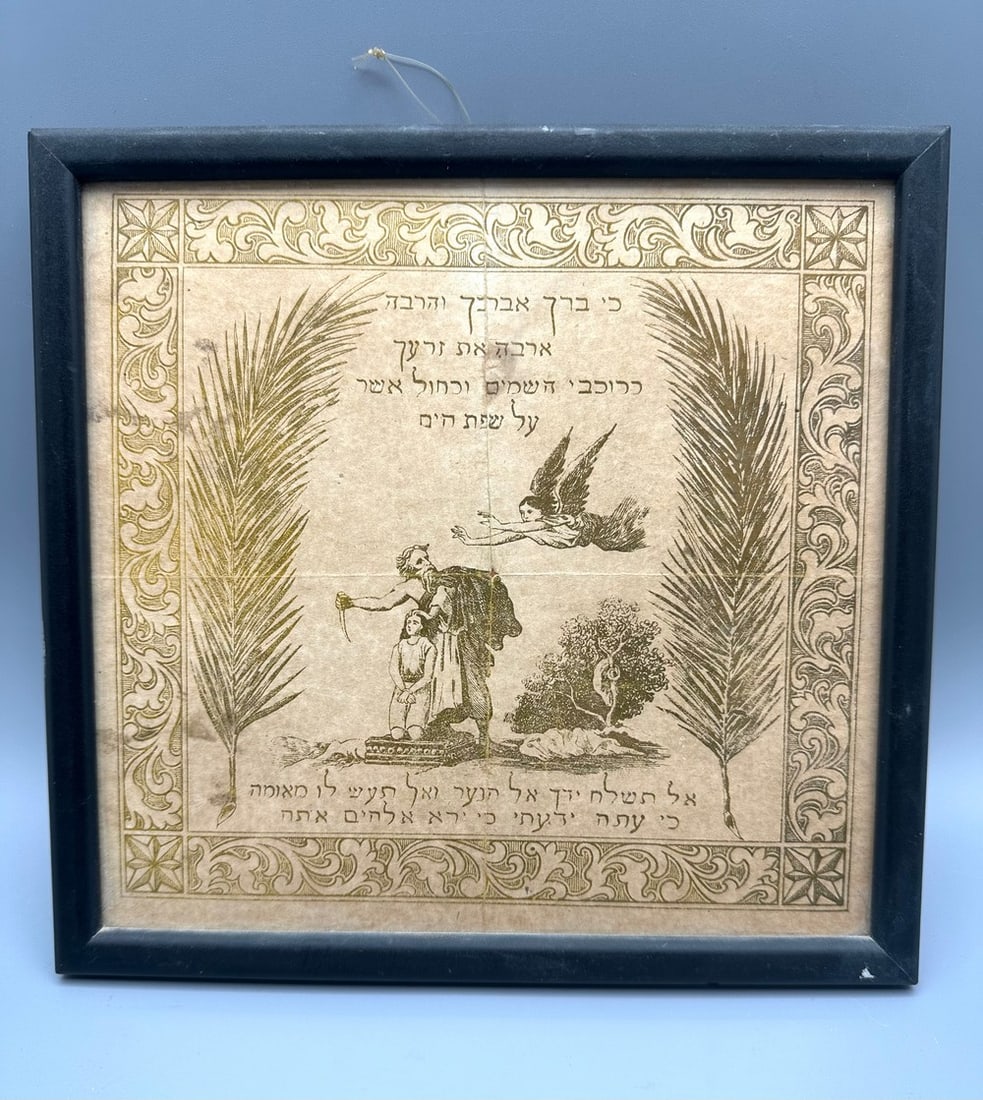 כי ברך אברכך והרבה
ארבה את זרעך
ככוכבי השמים וכחול אשר
על שפת הים
אל תשלח ידך אל הנער ואל תעש לו מאומה
כי עתה ידעתי כי ירא אלהים אתה